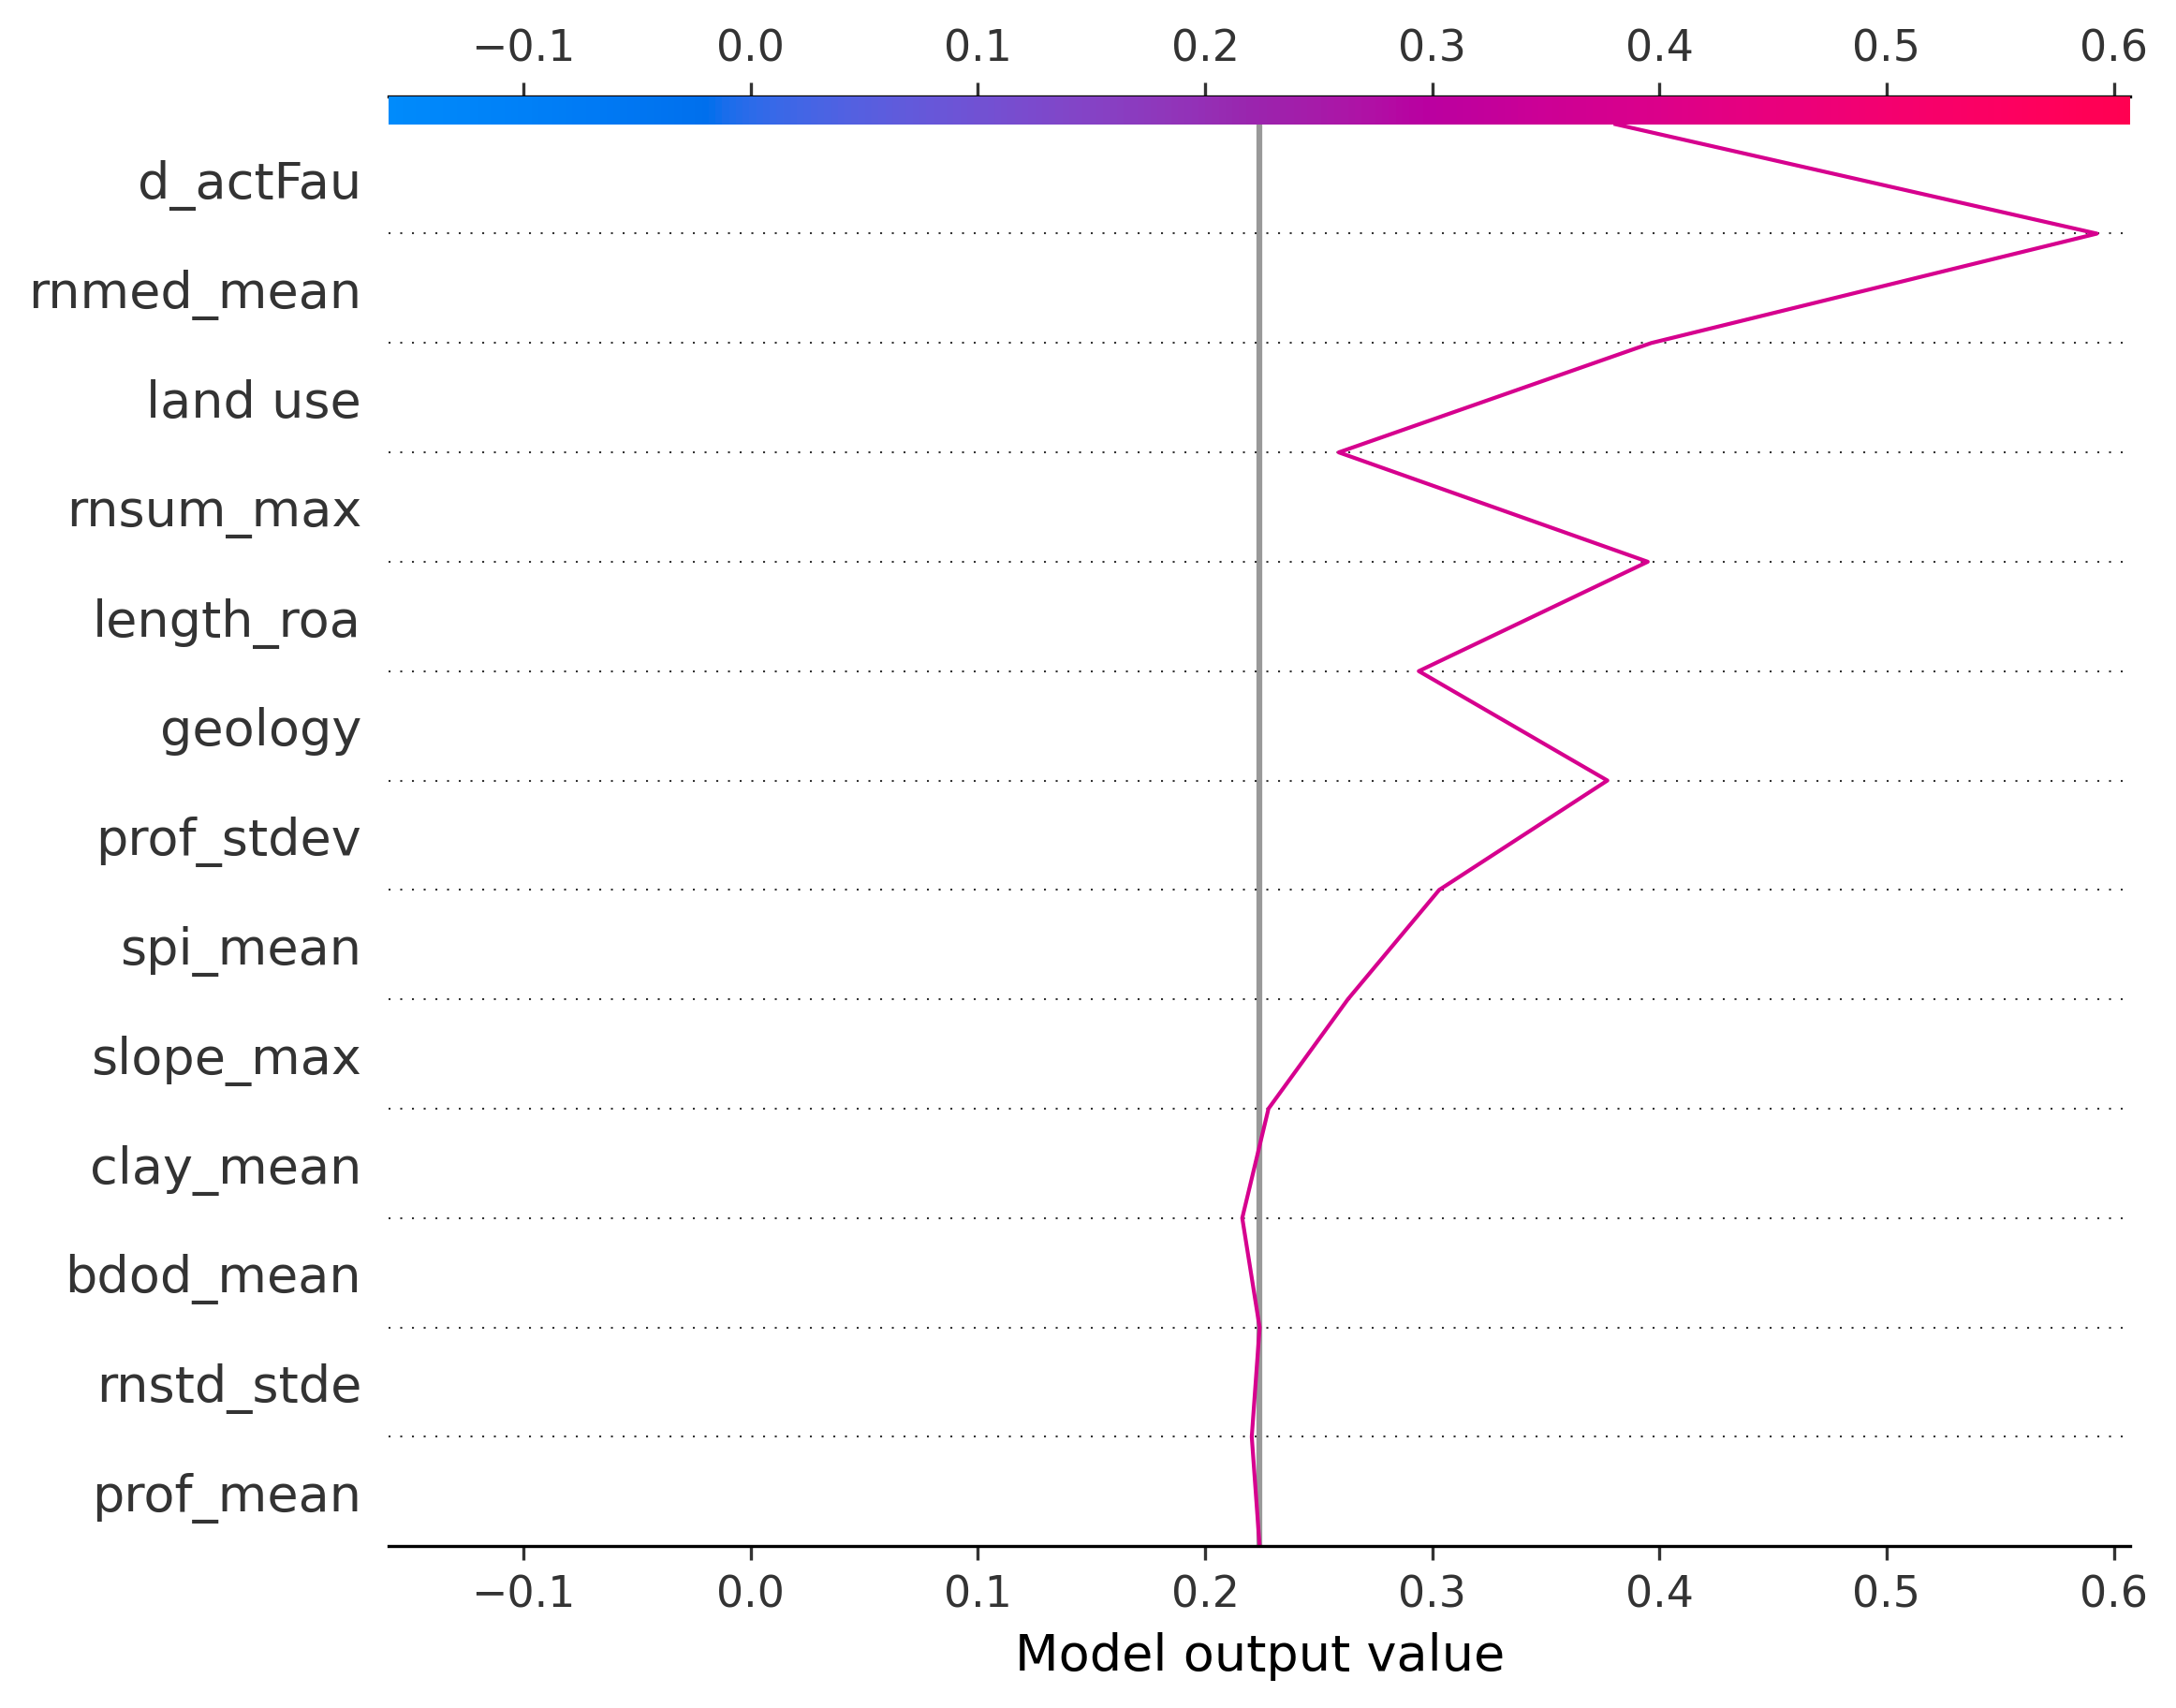 −0.1 0.0 0.1 0.2 0.3 0.4 0.5 0.6
d_actFau
rnmed_mean
land use
rnsum_max
length_roa
geology
prof_stdev
spi_mean
slope_max
clay_mean
bdod_mean
rnstd_stde
prof_mean
−0.1 0.0 0.1 0.2 0.3 0.4 0.5 0.6
Model output value